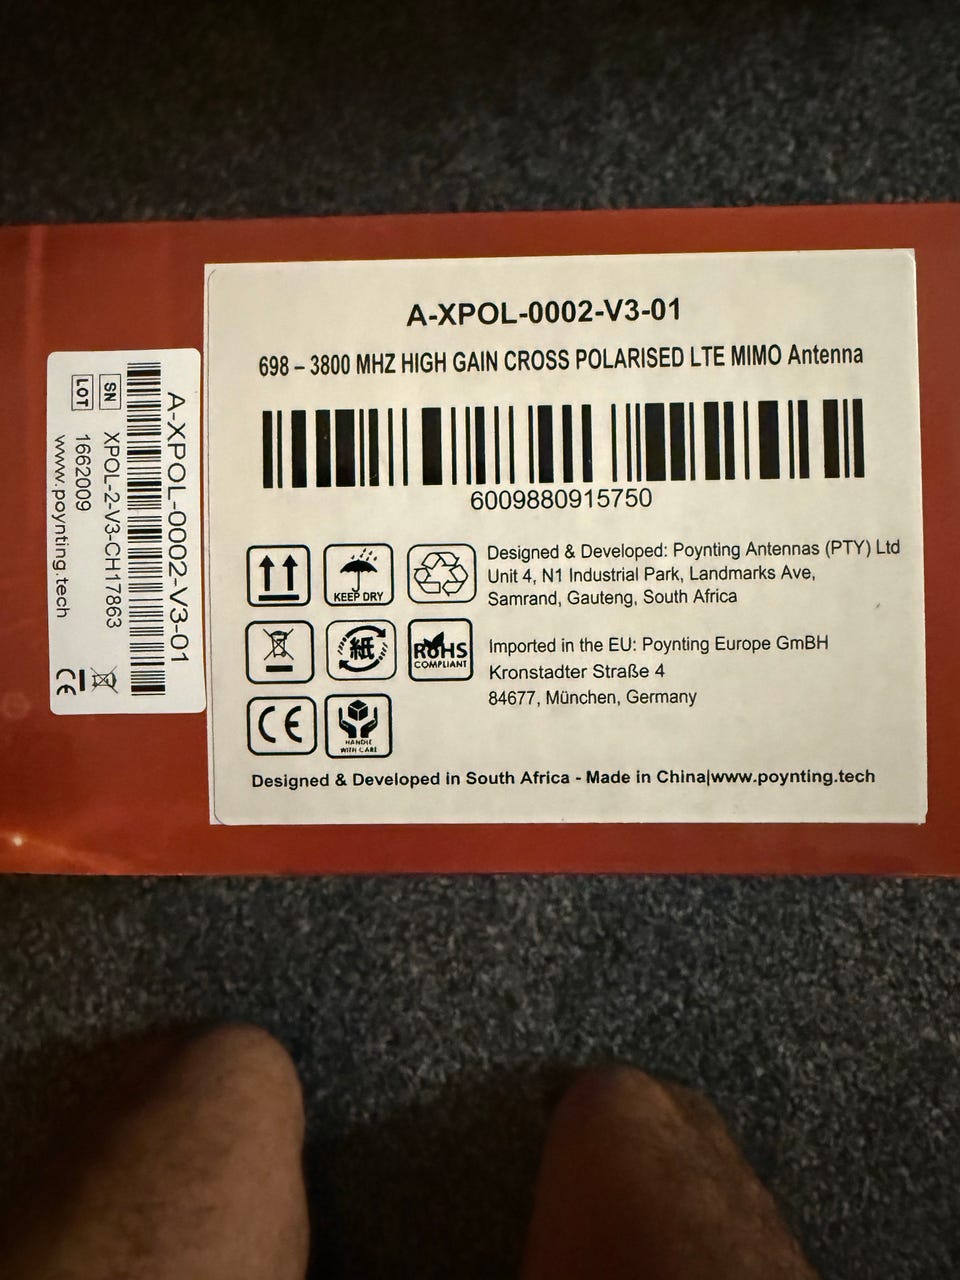 A-XPOL-0002-V3-01
698 – 3800 MHZ HIGH GAIN CROSS POLARISED LTE MIMO Antenna
6009880915750
KEEP DRY
紙
RoHS
COMPLIANT
CE
HANDLE
WITH CARE
Designed & Developed: Poynting Antennas (PTY) Ltd
Unit 4, N1 Industrial Park, Landmarks Ave,
Samrand, Gauteng, South Africa
Imported in the EU: Poynting Europe GmBH
Kronstadter Straße 4
84677, München, Germany
Designed & Developed in South Africa - Made in China|www.poynting.tech
A-XPOL-0002-V3-01
SN XPOL-2-V3-CH17863
LOT 1662009
www.poynting.tech
CE